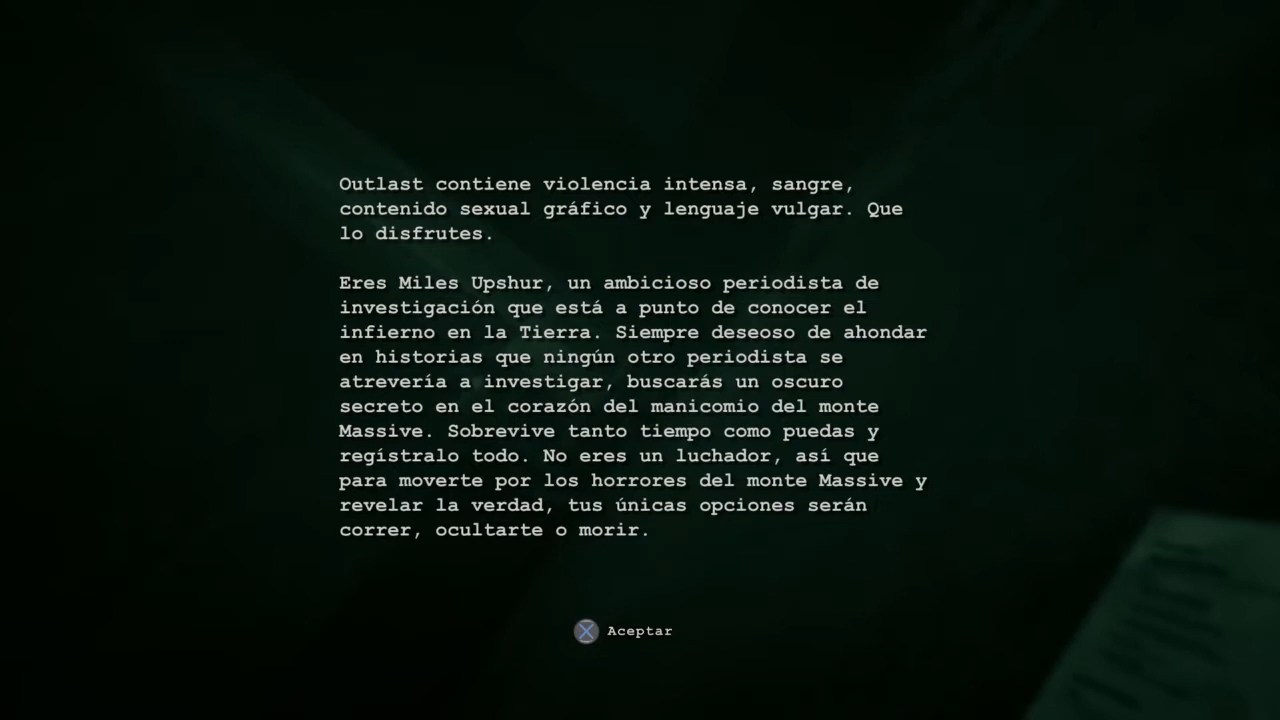 Outlast contiene violencia intensa, sangre,
contenido sexual gráfico y lenguaje vulgar. Que
lo disfrutes.
Eres Miles Upshur, un ambicioso periodista de
investigación que está a punto de conocer el
infierno en la Tierra. Siempre deseoso de ahondar
en historias que ningún otro periodista se
atrevería a investigar, buscarás un oscuro
secreto en el corazón del manicomio del monte
Massive. Sobrevive tanto tiempo como puedas y
regístralo todo. No eres un luchador, así que
para moverte por los horrores del monte Massive y
revelar la verdad, tus únicas opciones serán
correr, ocultarte o morir.
Aceptar